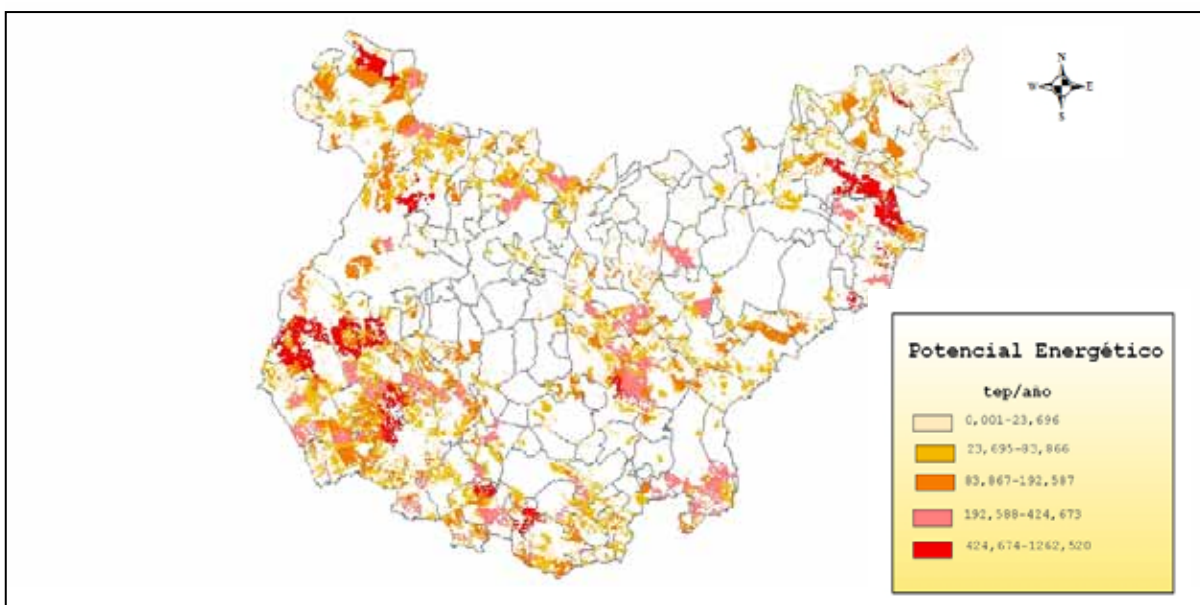 N
W E
S
Potencial Energético
tep/año
0,001-23,696
23,695-83,866
83,867-192,587
192,588-424,673
424,674-1262,520